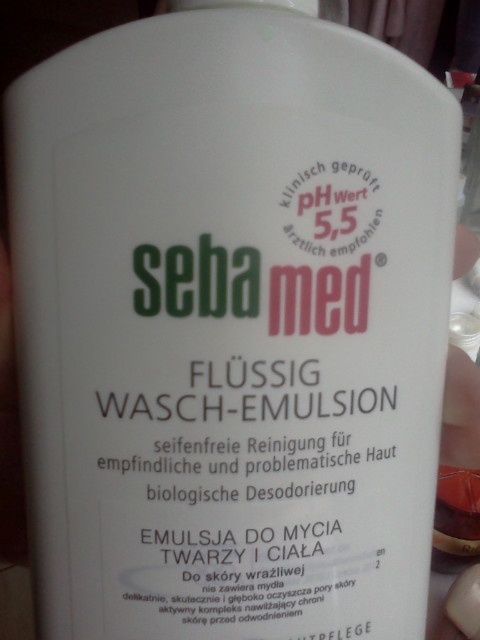 klinisch geprüft
pH Wert
5,5
ärztlich empfohlen
sebamed®
FLÜSSIG
WASCH-EMULSION
seifenfreie Reinigung für
empfindliche und problematische Haut
biologische Desodorierung
EMULSJA DO MYCIA
TWARZY I CIAŁA
Do skóry wrażliwej
nie zawiera mydła
delikatnie, skutecznie i głęboko oczyszcza pory skóry
aktywny kompleks nawilżający chroni
skórę przed odwodnieniem